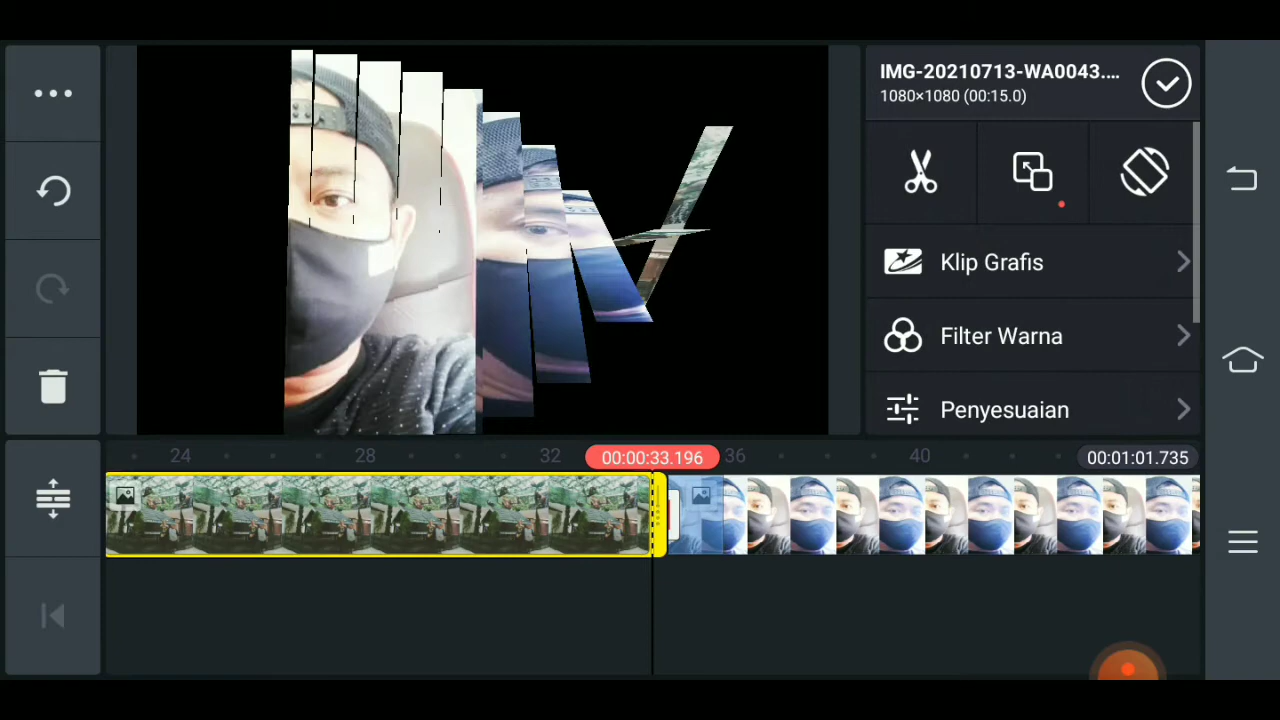 IMG-20210713-WA0043....
1080×1080 (00:15.0)
Klip Grafis
Filter Warna
Penyesuaian
24 28 32 00:00:33.196 36 40 00:01:01.735